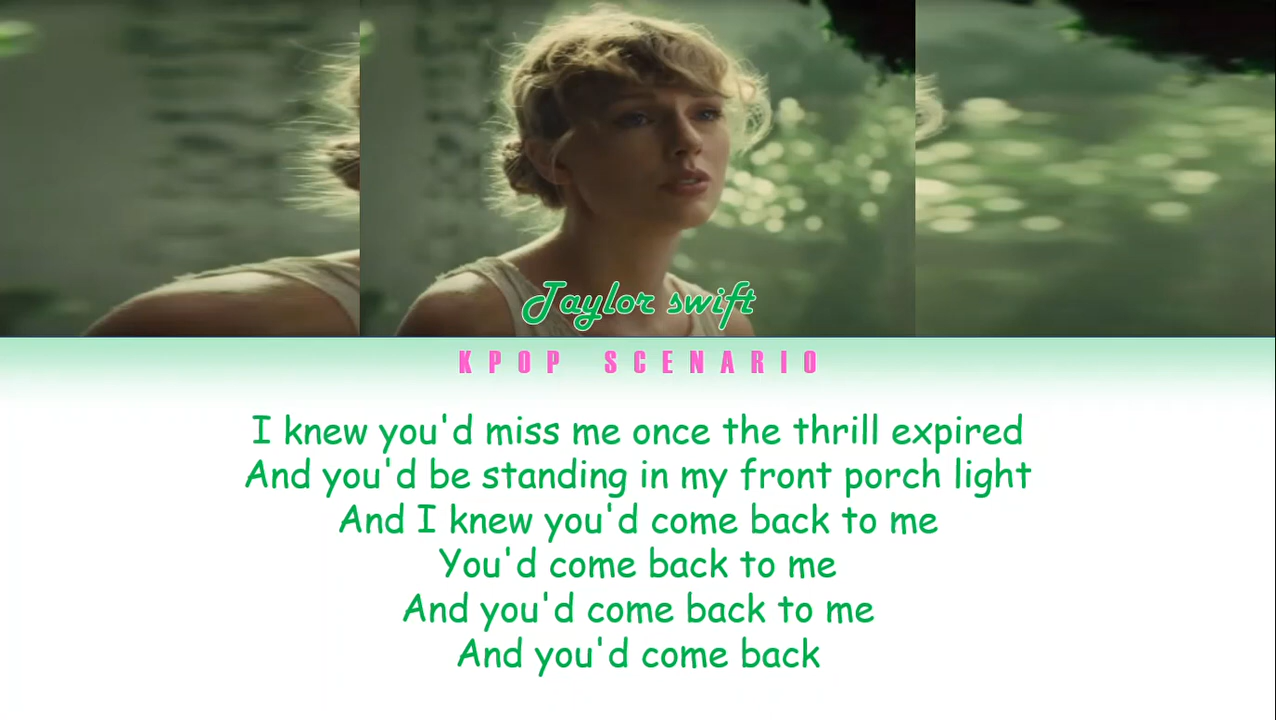 Taylor swift
KPOP SCENARIO
I knew you'd miss me once the thrill expired
And you'd be standing in my front porch light
And I knew you'd come back to me
You'd come back to me
And you'd come back to me
And you'd come back